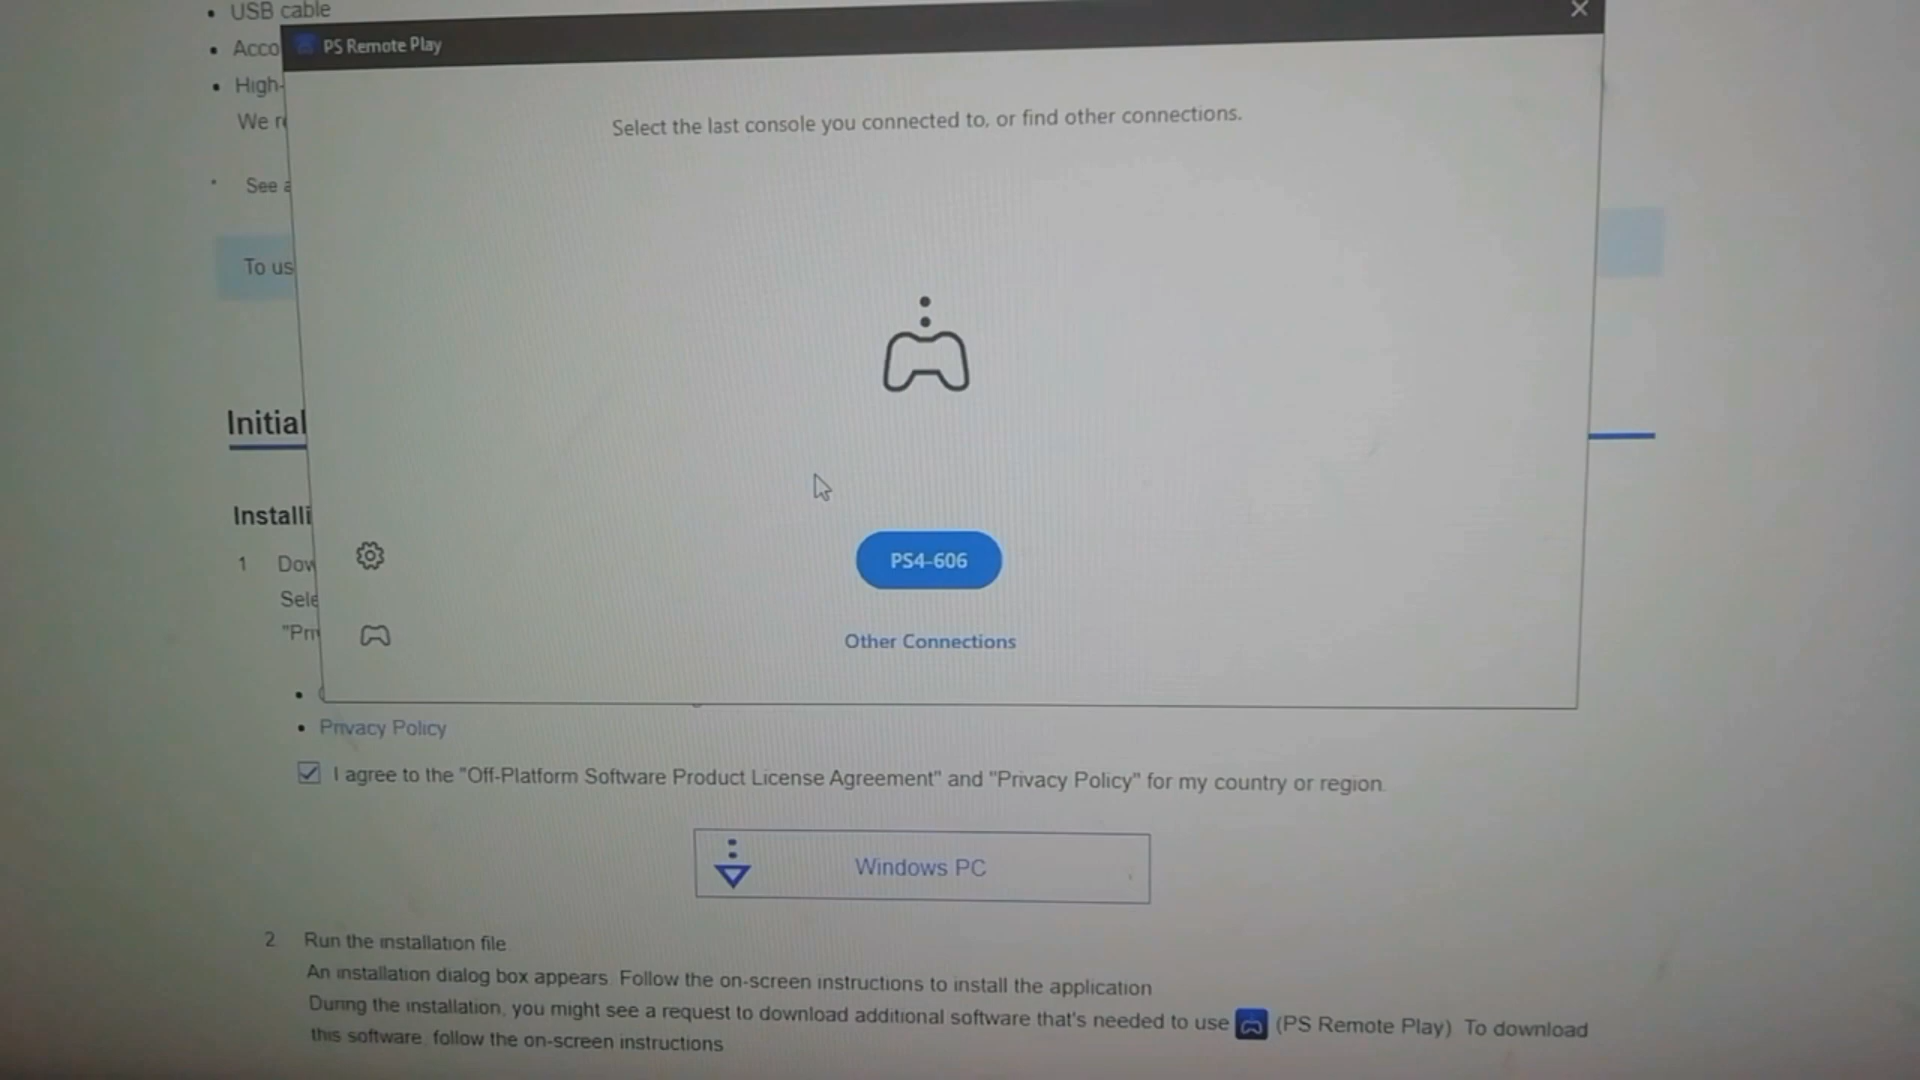 USB cable
Acco
PS Remote Play
High-
We r
Select the last console you connected to, or find other connections.
See a
To us
Initial
Installi
1 Dow
Sele
PS4-606
Other Connections
Privacy Policy
I agree to the "Off-Platform Software Product License Agreement" and "Privacy Policy" for my country or region.
Windows PC
2 Run the installation file
An installation dialog box appears. Follow the on-screen instructions to install the application
During the installation, you might see a request to download additional software that's needed to use (PS Remote Play). To download
this software, follow the on-screen instructions